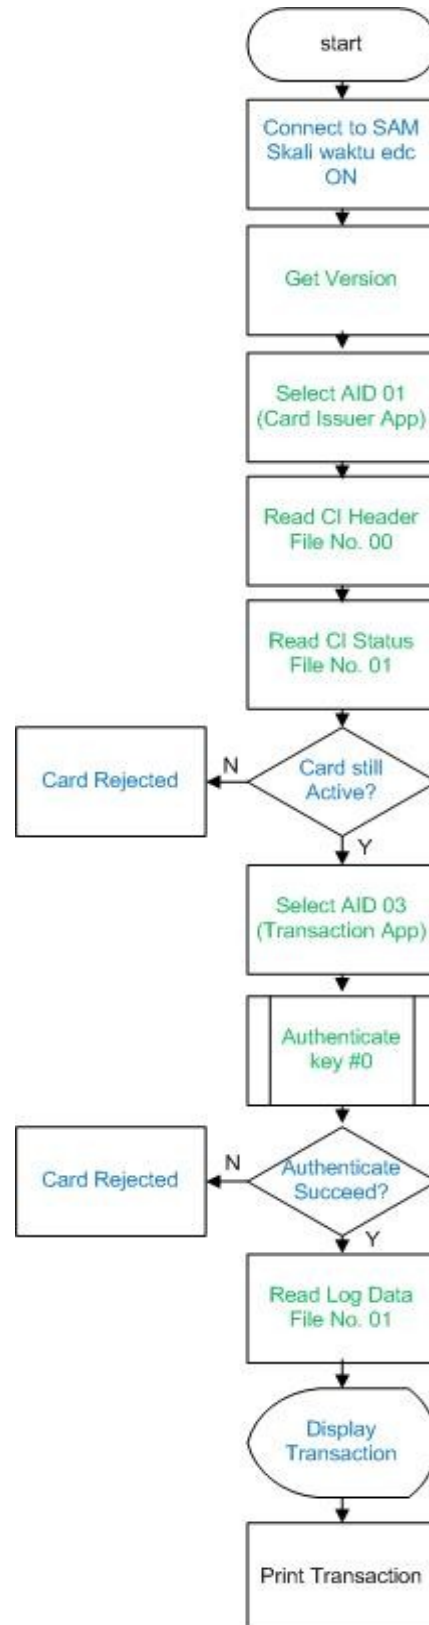 start
Connect to SAM
Skali waktu edc
ON
Get Version
Select AID 01
(Card Issuer App)
Read CI Header
File No. 00
Read CI Status
File No. 01
Card still
Active?
N
Card Rejected
Y
Select AID 03
(Transaction App)
Authenticate
key #0
Authenticate
Succeed?
N
Card Rejected
Y
Read Log Data
File No. 01
Display
Transaction
Print Transaction